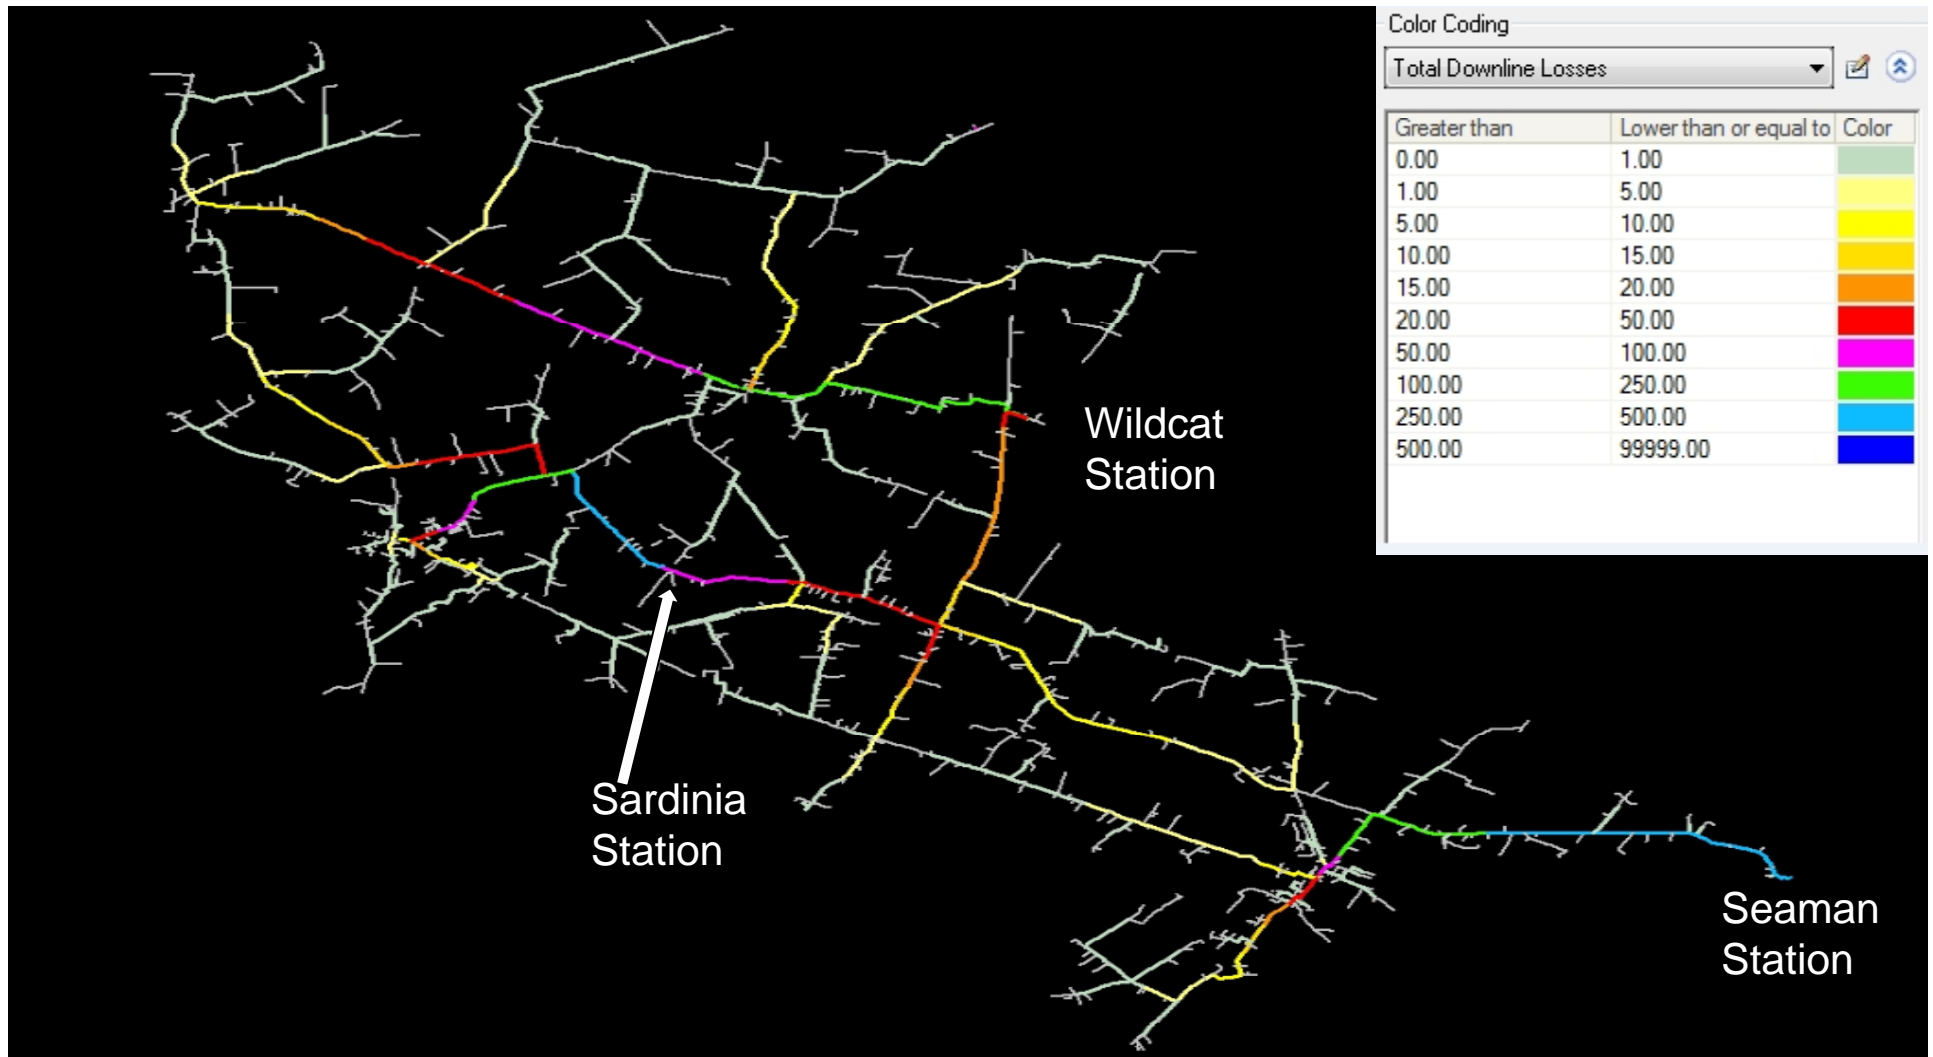 Color Coding
Total Downline Losses
Greater than Lower than or equal to Color
0.00 1.00
1.00 5.00
5.00 10.00
10.00 15.00
15.00 20.00
20.00 50.00
50.00 100.00
100.00 250.00
250.00 500.00
500.00 99999.00
Wildcat
Station
Sardinia
Station
Seaman
Station